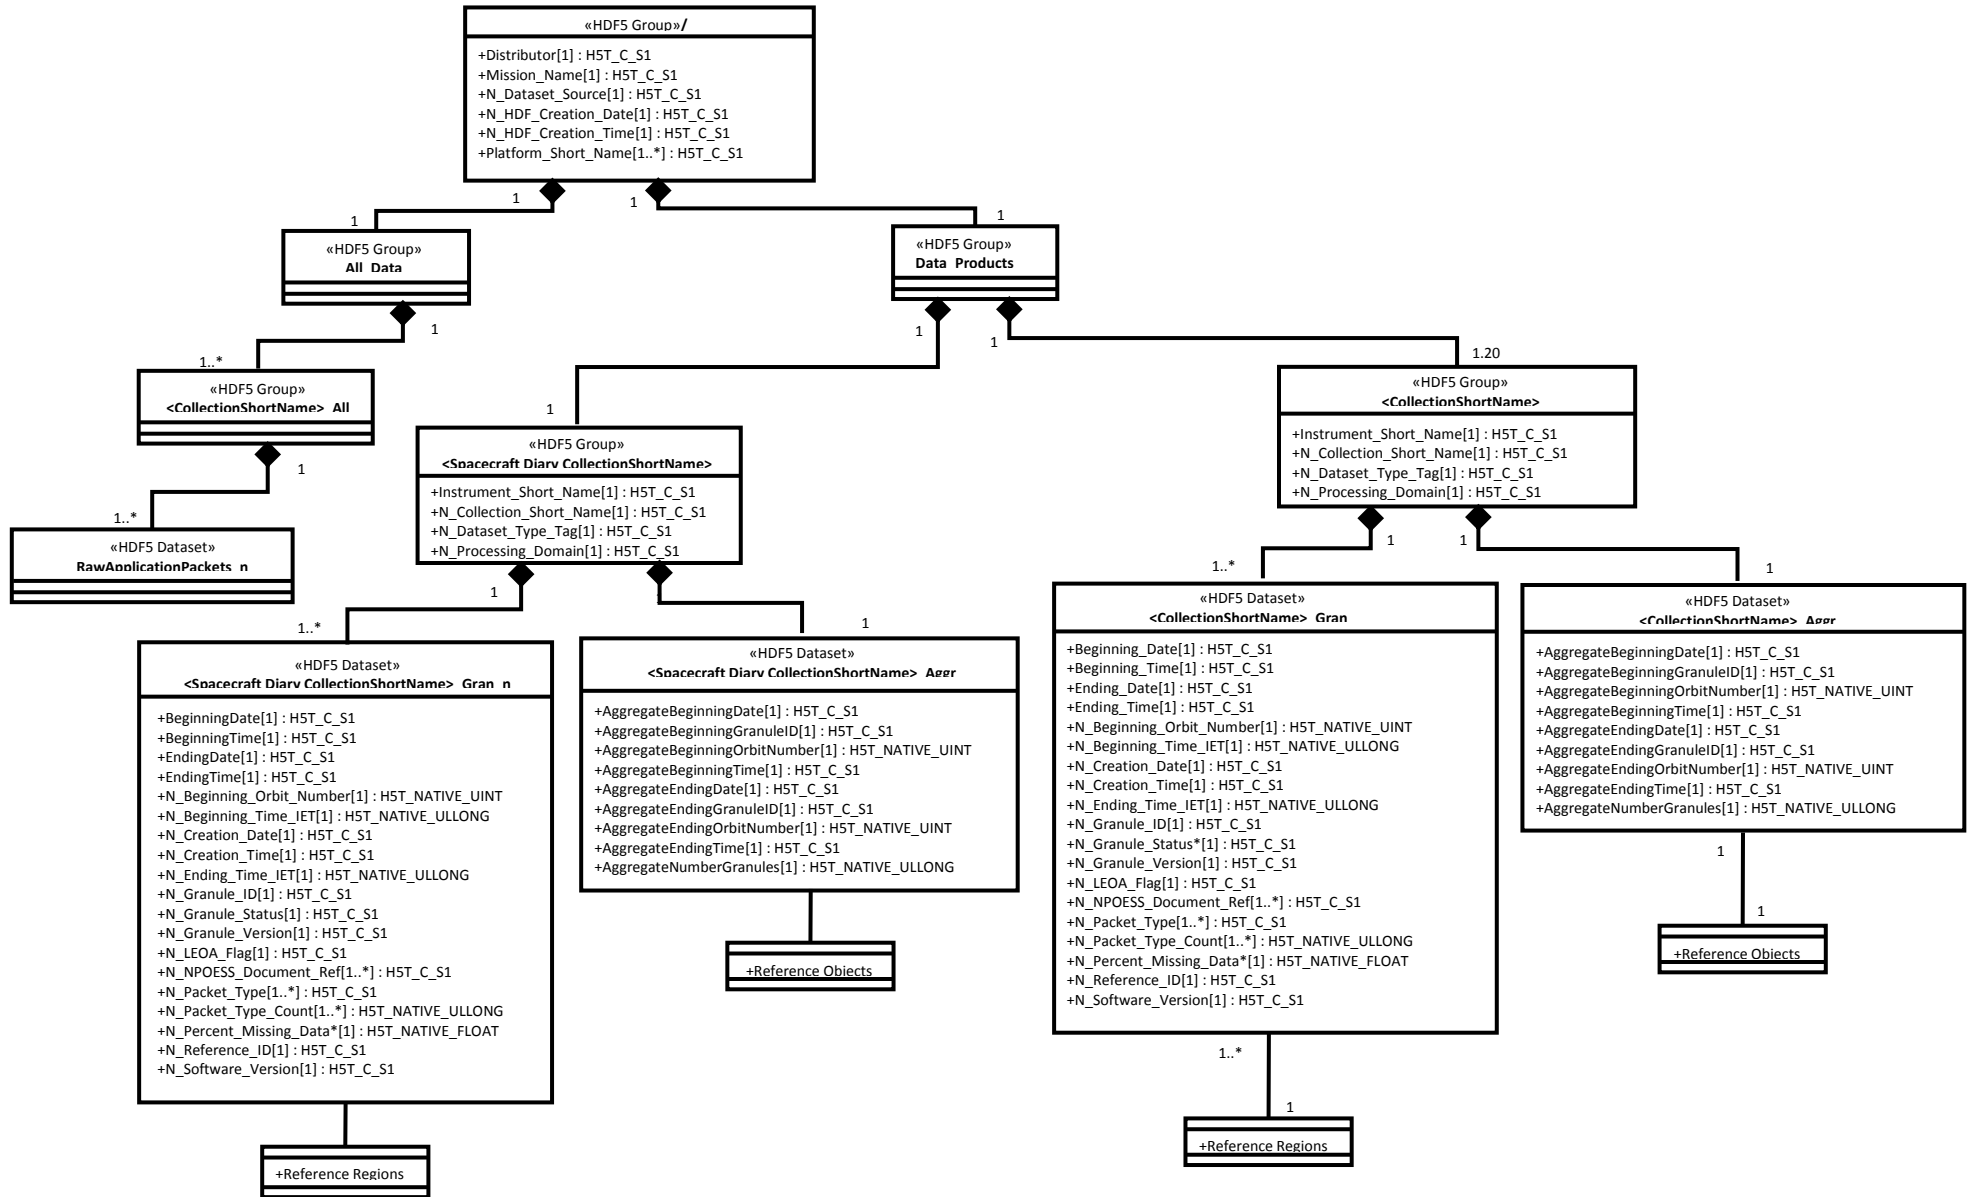 «HDF5 Group»/
+Distributor[1] : H5T_C_S1
+Mission_Name[1] : H5T_C_S1
+N_Dataset_Source[1] : H5T_C_S1
+N_HDF_Creation_Date[1] : H5T_C_S1
+N_HDF_Creation_Time[1] : H5T_C_S1
+Platform_Short_Name[1..*] : H5T_C_S1
1
1
1
1
«HDF5 Group»
All_Data
1
«HDF5 Group»
Data_Products
1
1
1..*
«HDF5 Group»
<CollectionShortName>_All
1
1..*
«HDF5 Dataset»
RawApplicationPackets_n
1
«HDF5 Group»
<Spacecraft Diary CollectionShortName>
+Instrument_Short_Name[1] : H5T_C_S1
+N_Collection_Short_Name[1] : H5T_C_S1
+N_Dataset_Type_Tag[1] : H5T_C_S1
+N_Processing_Domain[1] : H5T_C_S1
1
1.20
«HDF5 Group»
<CollectionShortName>
+Instrument_Short_Name[1] : H5T_C_S1
+N_Collection_Short_Name[1] : H5T_C_S1
+N_Dataset_Type_Tag[1] : H5T_C_S1
+N_Processing_Domain[1] : H5T_C_S1
1
1
1..*
«HDF5 Dataset»
<Spacecraft Diary CollectionShortName>_Gran_n
+BeginningDate[1] : H5T_C_S1
+BeginningTime[1] : H5T_C_S1
+EndingDate[1] : H5T_C_S1
+EndingTime[1] : H5T_C_S1
+N_Beginning_Orbit_Number[1] : H5T_NATIVE_UINT
+N_Beginning_Time_IET[1] : H5T_NATIVE_ULLONG
+N_Creation_Date[1] : H5T_C_S1
+N_Creation_Time[1] : H5T_C_S1
+N_Ending_Time_IET[1] : H5T_NATIVE_ULLONG
+N_Granule_ID[1] : H5T_C_S1
+N_Granule_Status[1] : H5T_C_S1
+N_Granule_Version[1] : H5T_C_S1
+N_LEOA_Flag[1] : H5T_C_S1
+N_NPOESS_Document_Ref[1..*] : H5T_C_S1
+N_Packet_Type[1..*] : H5T_C_S1
+N_Packet_Type_Count[1..*] : H5T_NATIVE_ULLONG
+N_Percent_Missing_Data*[1] : H5T_NATIVE_FLOAT
+N_Reference_ID[1] : H5T_C_S1
+N_Software_Version[1] : H5T_C_S1
+Reference Regions
1
«HDF5 Dataset»
<Spacecraft Diary CollectionShortName>_Aggr
+AggregateBeginningDate[1] : H5T_C_S1
+AggregateBeginningGranuleID[1] : H5T_C_S1
+AggregateBeginningOrbitNumber[1] : H5T_NATIVE_UINT
+AggregateBeginningTime[1] : H5T_C_S1
+AggregateEndingDate[1] : H5T_C_S1
+AggregateEndingGranuleID[1] : H5T_C_S1
+AggregateEndingOrbitNumber[1] : H5T_NATIVE_UINT
+AggregateEndingTime[1] : H5T_C_S1
+AggregateNumberGranules[1] : H5T_NATIVE_ULLONG
+Reference Objects
1..*
«HDF5 Dataset»
<CollectionShortName>_Gran
+Beginning_Date[1] : H5T_C_S1
+Beginning_Time[1] : H5T_C_S1
+Ending_Date[1] : H5T_C_S1
+Ending_Time[1] : H5T_C_S1
+N_Beginning_Orbit_Number[1] : H5T_NATIVE_UINT
+N_Beginning_Time_IET[1] : H5T_NATIVE_ULLONG
+N_Creation_Date[1] : H5T_C_S1
+N_Creation_Time[1] : H5T_C_S1
+N_Ending_Time_IET[1] : H5T_NATIVE_ULLONG
+N_Granule_ID[1] : H5T_C_S1
+N_Granule_Status*[1] : H5T_C_S1
+N_Granule_Version[1] : H5T_C_S1
+N_LEOA_Flag[1] : H5T_C_S1
+N_NPOESS_Document_Ref[1..*] : H5T_C_S1
+N_Packet_Type[1..*] : H5T_C_S1
+N_Packet_Type_Count[1..*] : H5T_NATIVE_ULLONG
+N_Percent_Missing_Data*[1] : H5T_NATIVE_FLOAT
+N_Reference_ID[1] : H5T_C_S1
+N_Software_Version[1] : H5T_C_S1
1..*
1
+Reference Regions
1
«HDF5 Dataset»
<CollectionShortName>_Aggr
+AggregateBeginningDate[1] : H5T_C_S1
+AggregateBeginningGranuleID[1] : H5T_C_S1
+AggregateBeginningOrbitNumber[1] : H5T_NATIVE_UINT
+AggregateBeginningTime[1] : H5T_C_S1
+AggregateEndingDate[1] : H5T_C_S1
+AggregateEndingGranuleID[1] : H5T_C_S1
+AggregateEndingOrbitNumber[1] : H5T_NATIVE_UINT
+AggregateEndingTime[1] : H5T_C_S1
+AggregateNumberGranules[1] : H5T_NATIVE_ULLONG
1
1
+Reference Objects